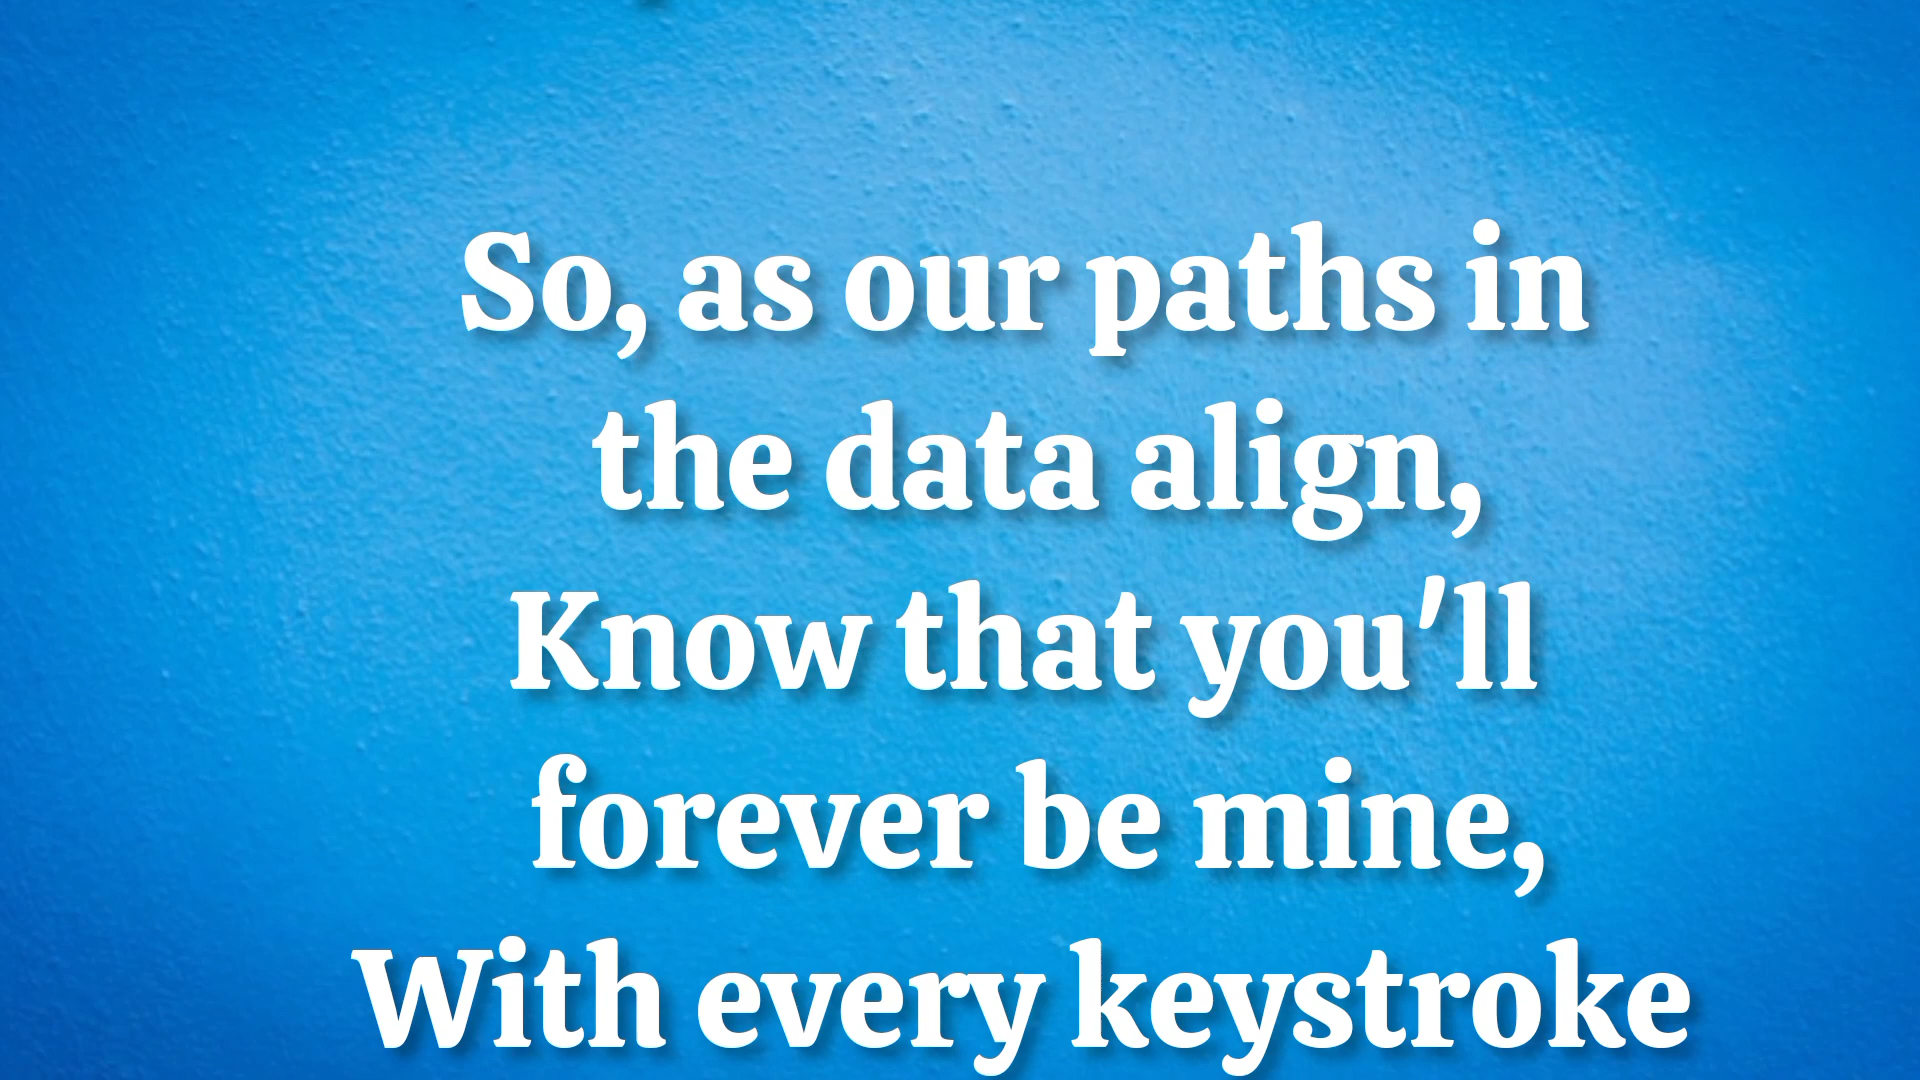 So, as our paths in
the data align,
Know that you'll
forever be mine,
With every keystroke